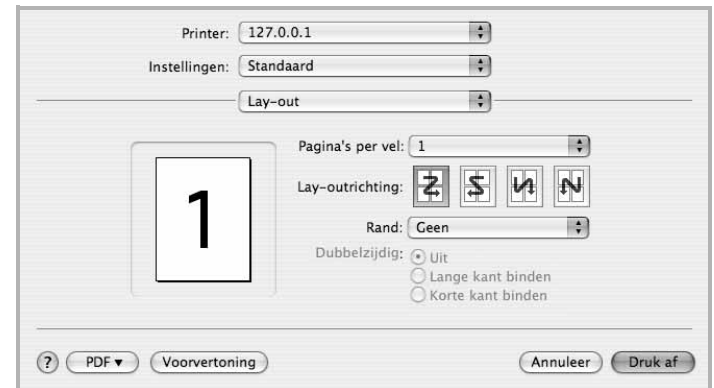 Printer: 127.0.0.1
Instellingen: Standaard
Lay-out
Pagina's per vel: 1
1
Lay-outrichting:
Rand: Geen
Dubbelzijdig: Uit
Lange kant binden
Korte kant binden
? PDF ▼ Voorvertoning Annuleer Druk af